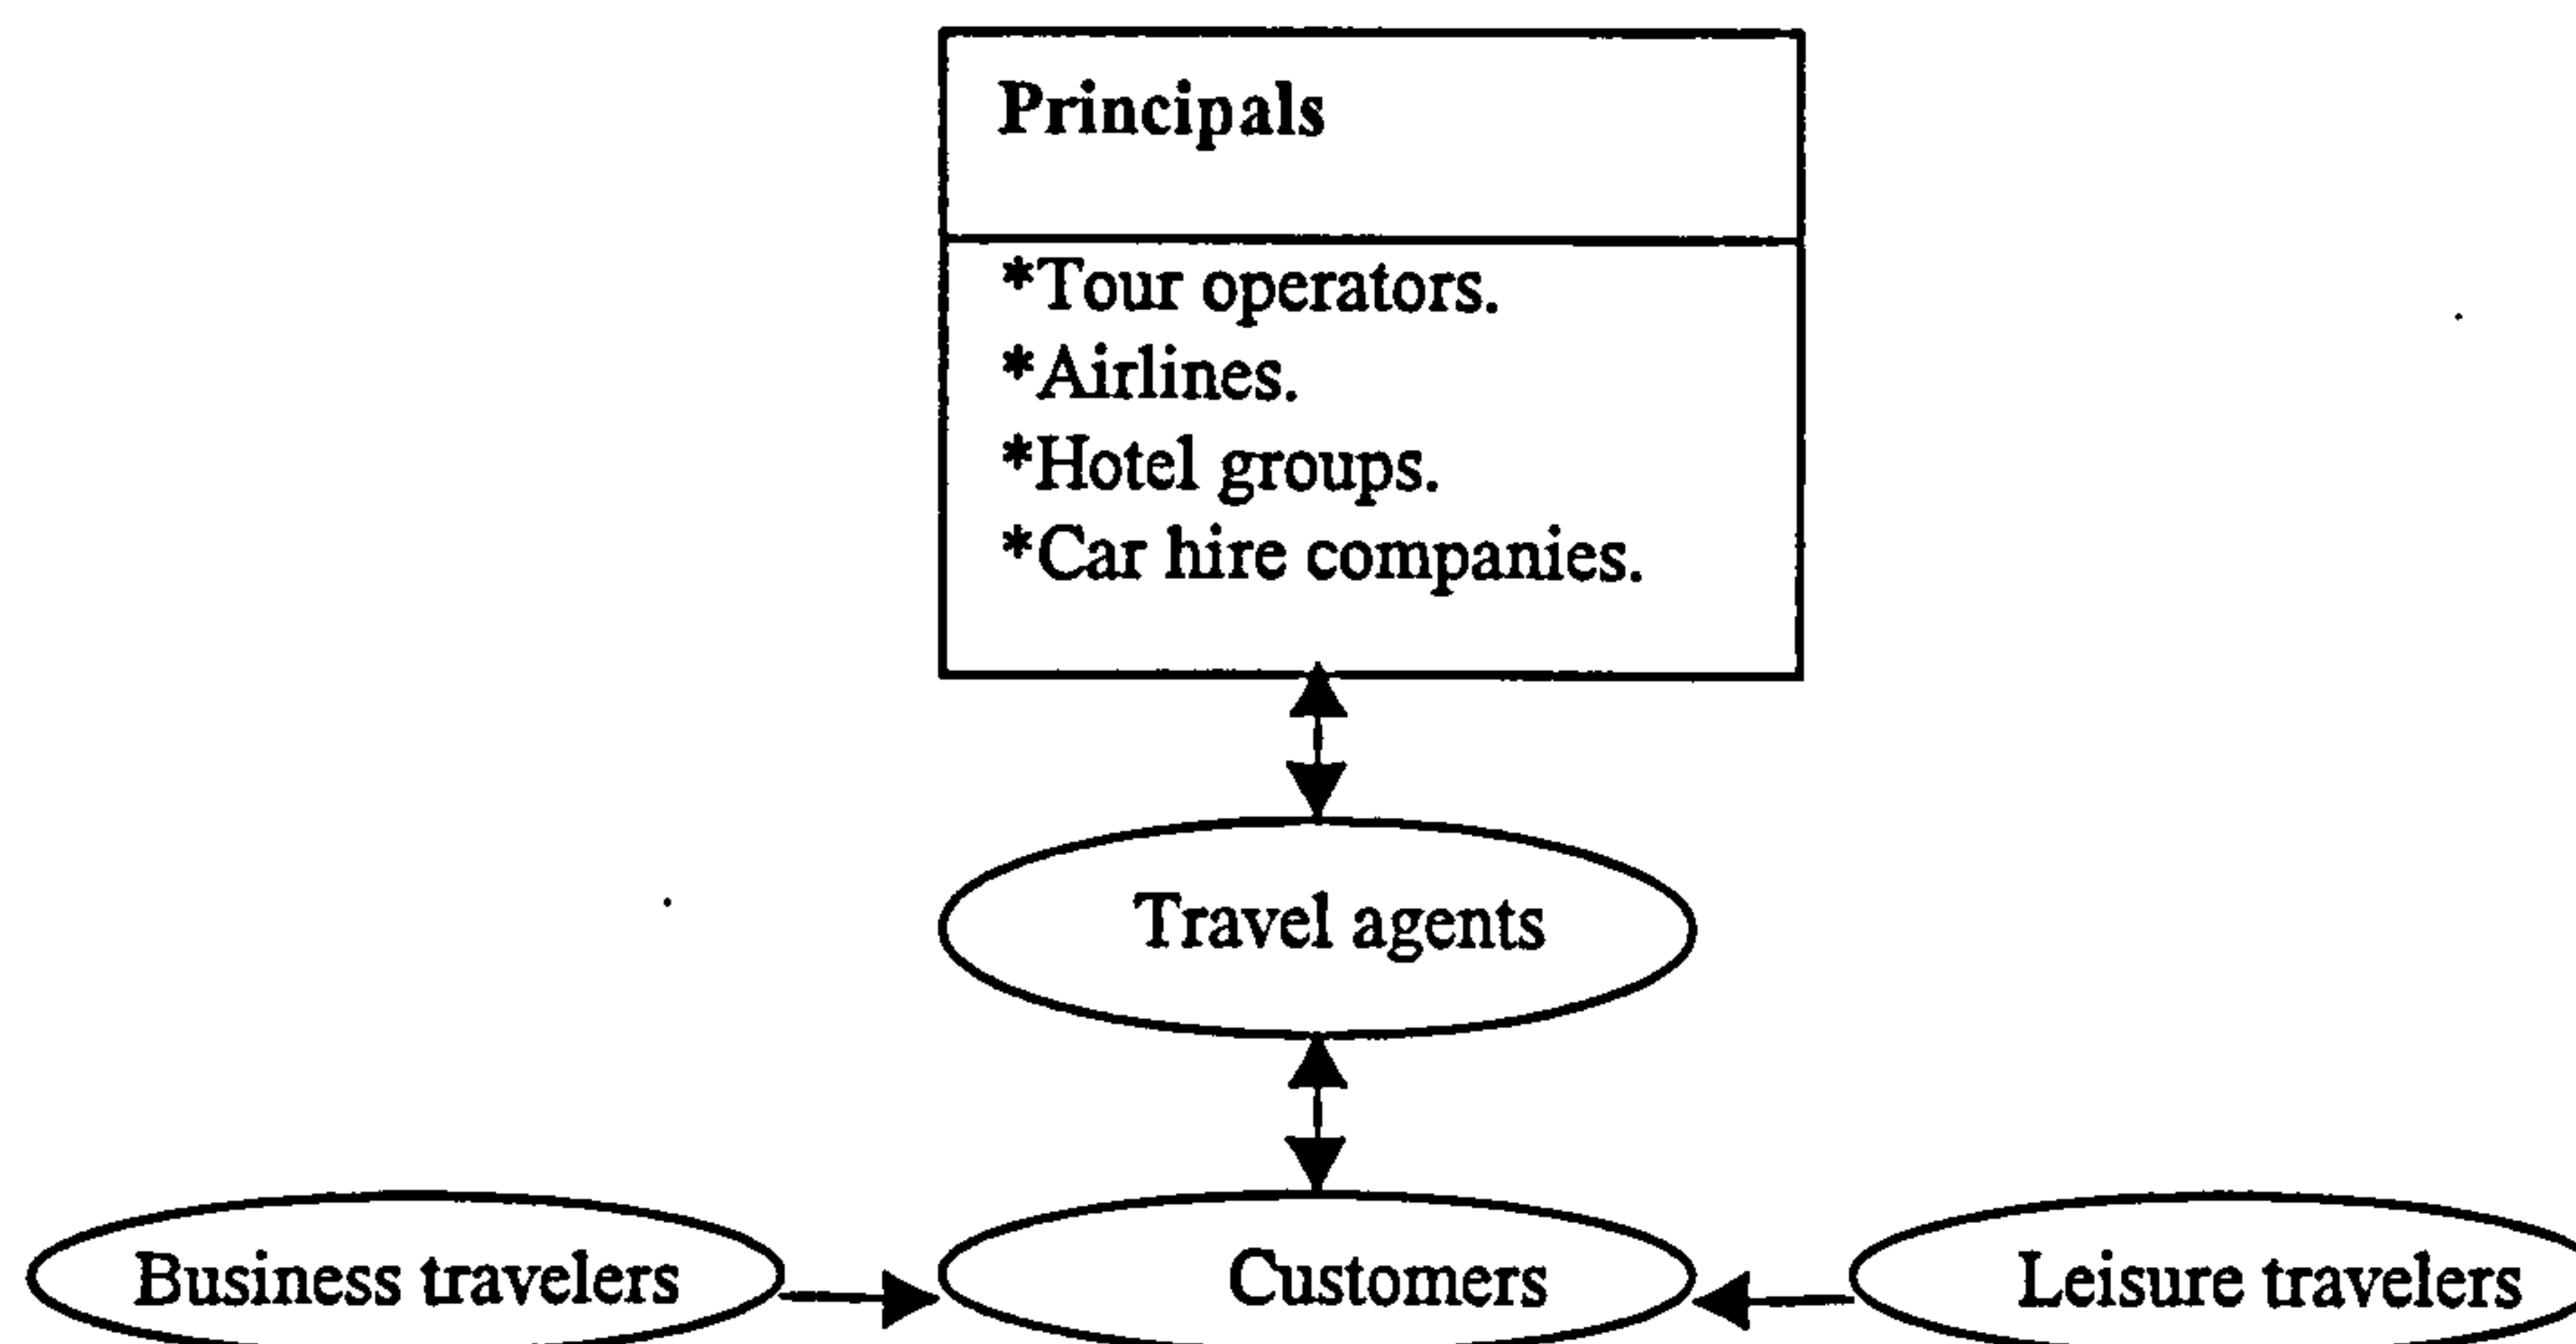 Principals
*Tour operators.
*Airlines.
*Hotel groups.
*Car hire companies.
Travel agents
Business travelers
Customers
Leisure travelers